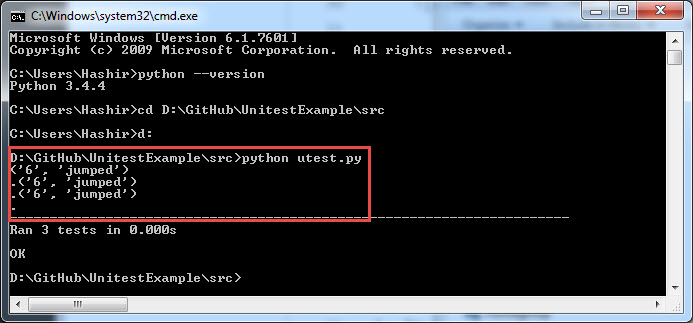 C:\Windows\system32\cmd.exe
Microsoft Windows [Version 6.1.7601]
Copyright (c) 2009 Microsoft Corporation.  All rights reserved.
C:\Users\Hashir>python --version
Python 3.4.4
C:\Users\Hashir>cd D:\GitHub\UnitestExample\src
C:\Users\Hashir>d:
D:\GitHub\UnitestExample\src>python utest.py
('6', 'jumped')
.('6', 'jumped')
.('6', 'jumped')
.
----------------------------------------------------------------------
Ran 3 tests in 0.000s
OK
D:\GitHub\UnitestExample\src>